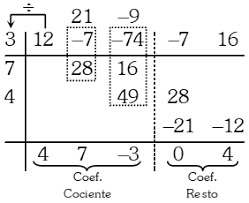 ÷
21 –9
3 12 –7 –74 –7 16
7 28 16
4 49 28
–21 –12
4 7 –3 0 4
Coef. Coef.
Cociente Resto